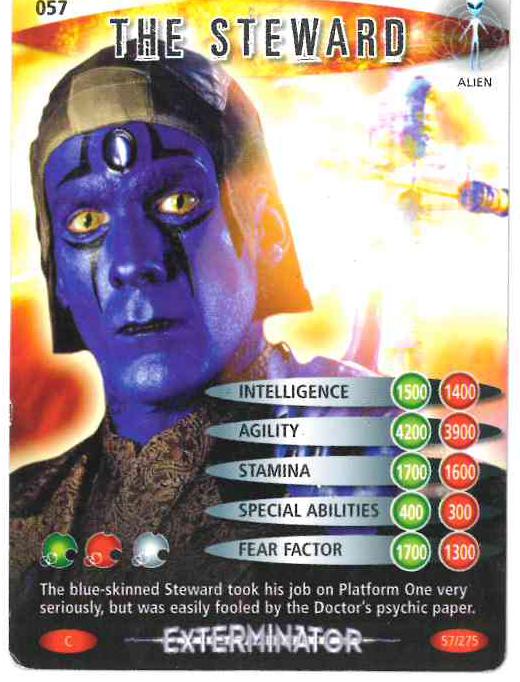 057
THE STEWARD
ALIEN
INTELLIGENCE 1500 1400
AGILITY 4200 3900
STAMINA 1700 1600
SPECIAL ABILITIES 400 300
FEAR FACTOR 1700 1300
The blue-skinned Steward took his job on Platform One very
seriously, but was easily fooled by the Doctor's psychic paper.
C EXTERMINATOR 57/275